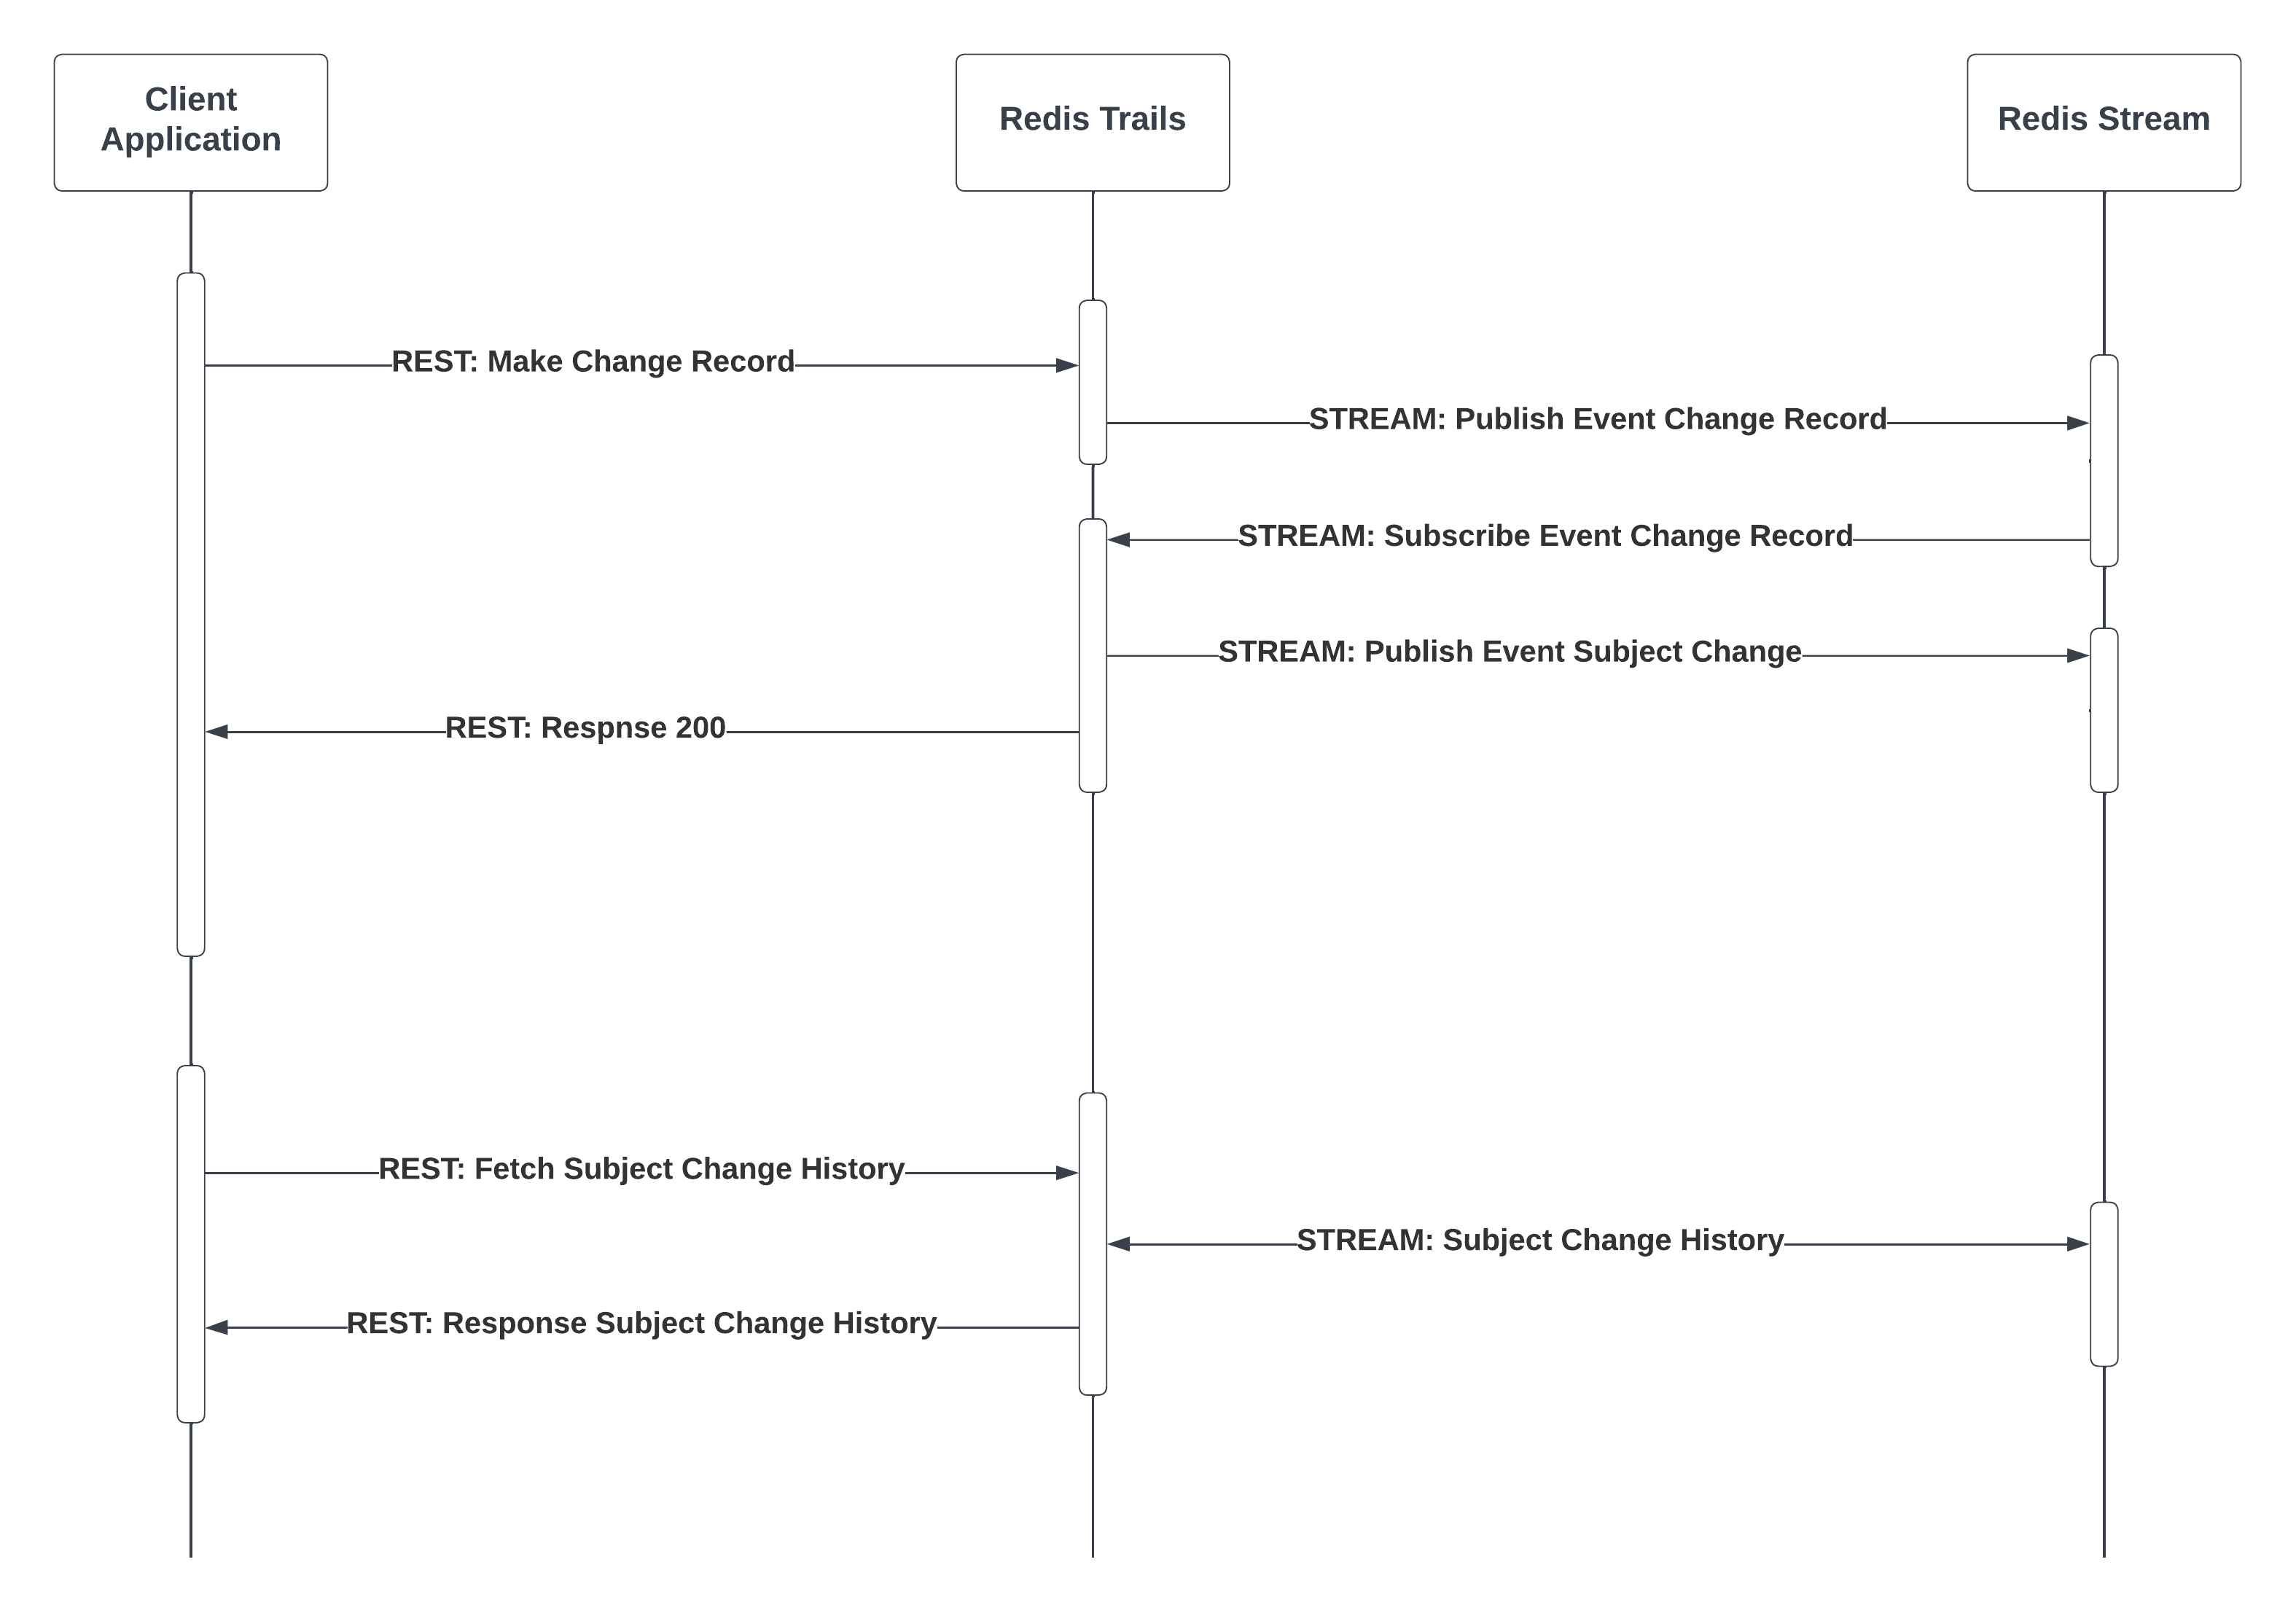 Client
Application
Redis Trails
Redis Stream
REST: Make Change Record
STREAM: Publish Event Change Record
STREAM: Subscribe Event Change Record
STREAM: Publish Event Subject Change
REST: Respnse 200
REST: Fetch Subject Change History
STREAM: Subject Change History
REST: Response Subject Change History